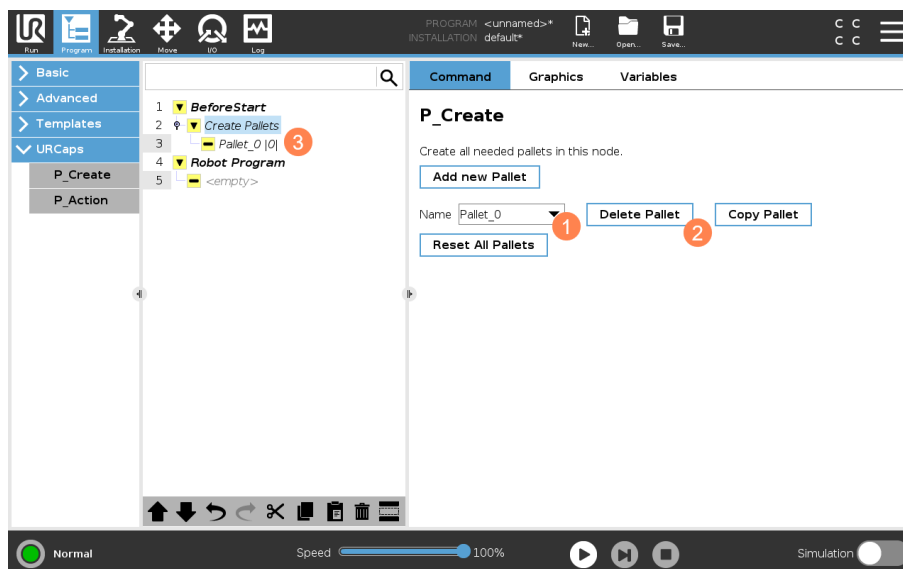 UR
Run
Program
Installation
Move
I/O
Log
PROGRAM <unnamed>*
INSTALLATION default*
New...
Open...
Save...
C C
C C
Basic
Advanced
Templates
URCaps
P_Create
P_Action
1 BeforeStart
2 Create Pallets
3 Pallet_0 |0| 3
4 Robot Program
5 <empty>
Command Graphics Variables
P_Create
Create all needed pallets in this node.
Add new Pallet
Name Pallet_0 1 Delete Pallet 2 Copy Pallet
Reset All Pallets
Normal
Speed 100%
Simulation